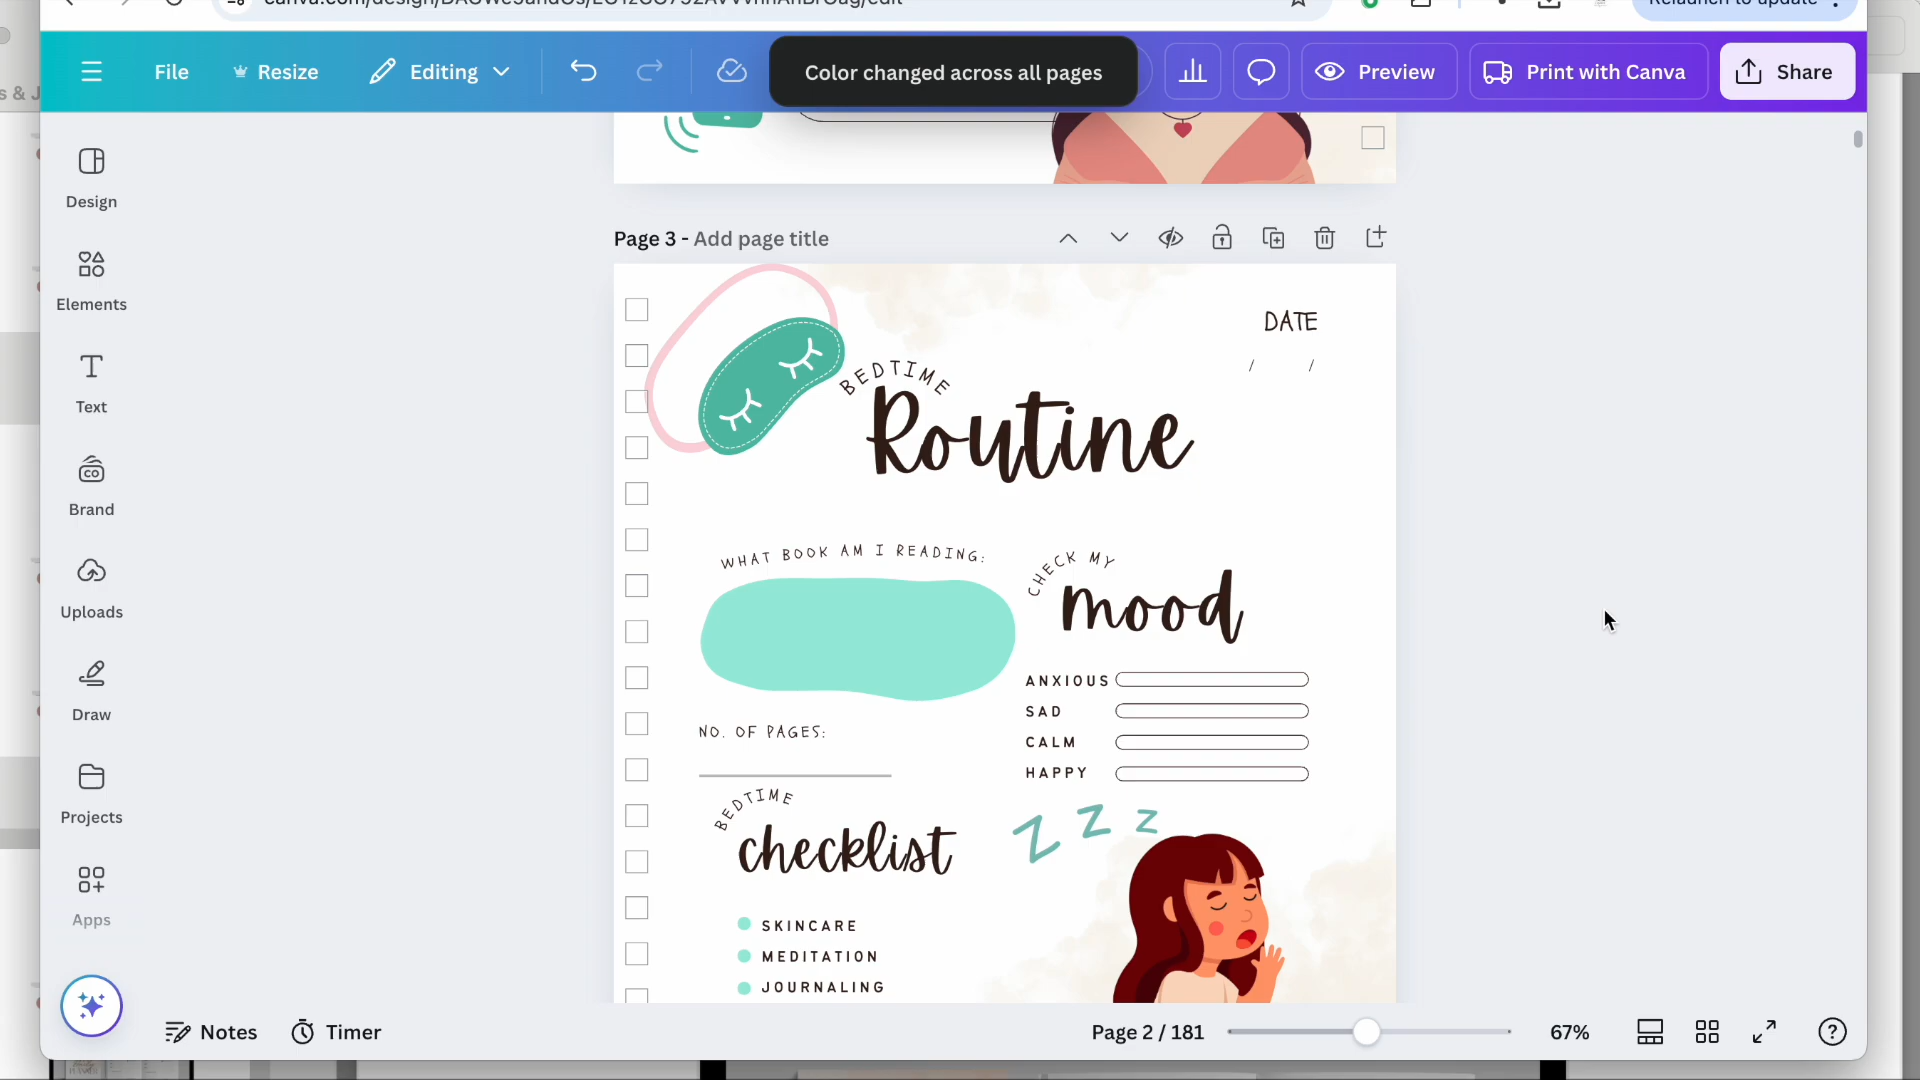 File
Resize
Editing
Color changed across all pages
Preview
Print with Canva
Share
Design
Elements
Text
Brand
CO
Uploads
Draw
Projects
Apps
Page 3 - Add page title
DATE
/ /
BEDTIME
Routine
WHAT BOOK AM I READING:
CHECK MY
mood
ANXIOUS
SAD
CALM
HAPPY
NO. OF PAGES:
BEDTIME
checklist
Z Z Z
SKINCARE
MEDITATION
JOURNALING
Notes
Timer
Page 2 / 181
67%